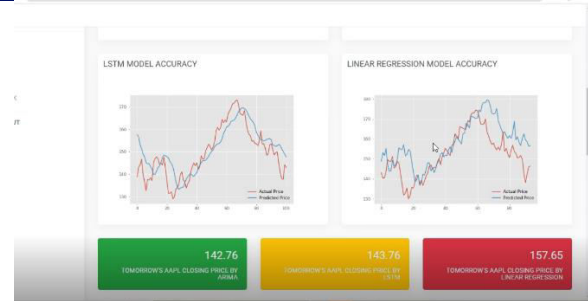 LSTM MODEL ACCURACY
LINEAR REGRESSION MODEL ACCURACY
Actual Price
Predicted Price
Actual Price
Predicted Price
142.76
TOMORROW'S AAPL CLOSING PRICE BY
ARIMA
143.76
TOMORROW'S AAPL CLOSING PRICE BY
LSTM
157.65
TOMORROW'S AAPL CLOSING PRICE BY
LINEAR REGRESSION